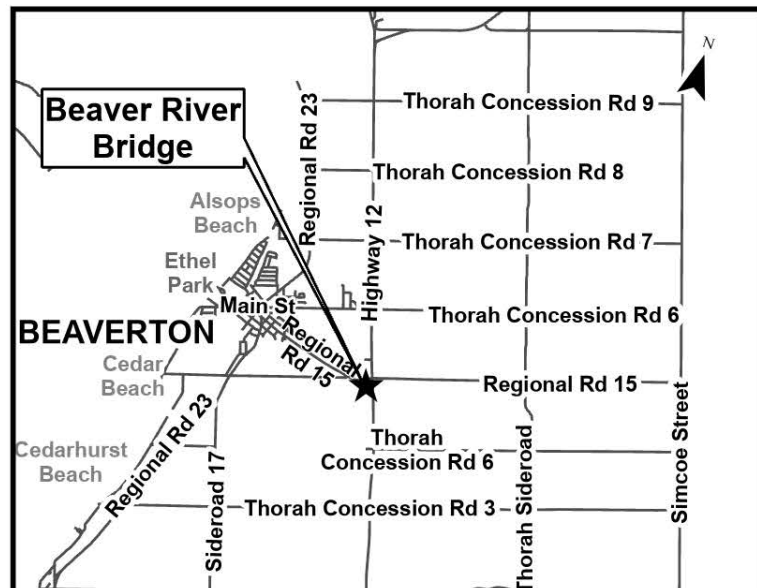 N
Beaver River
Bridge
Regional Rd 23
Thorah Concession Rd 9
Thorah Concession Rd 8
Alsops
Beach
Highway 12
Thorah Concession Rd 7
Ethel
Park
Main St
Thorah Concession Rd 6
BEAVERTON
Regional
Rd 15
Cedar
Beach
Regional Rd 15
Regional Rd 23
Simcoe Street
Cedarhurst
Beach
Thorah
Concession Rd 6
Thorah Sideroad
Sideroad 17
Thorah Concession Rd 3